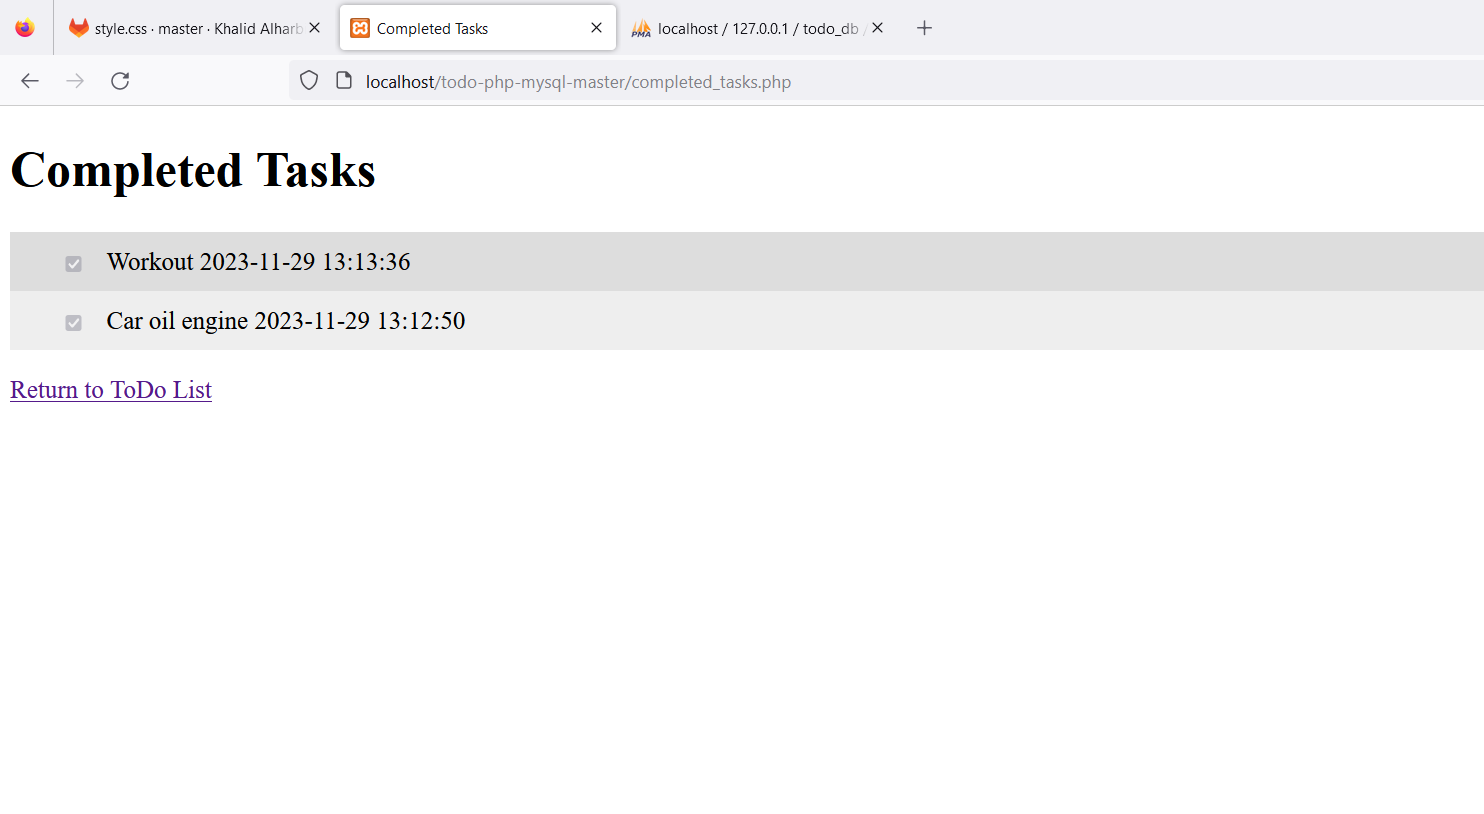 style.css · master · Khalid Alharb
Completed Tasks
PMA
localhost / 127.0.0.1 / todo_db /
localhost/todo-php-mysql-master/completed_tasks.php
Completed Tasks
Workout 2023-11-29 13:13:36
Car oil engine 2023-11-29 13:12:50
Return to ToDo List